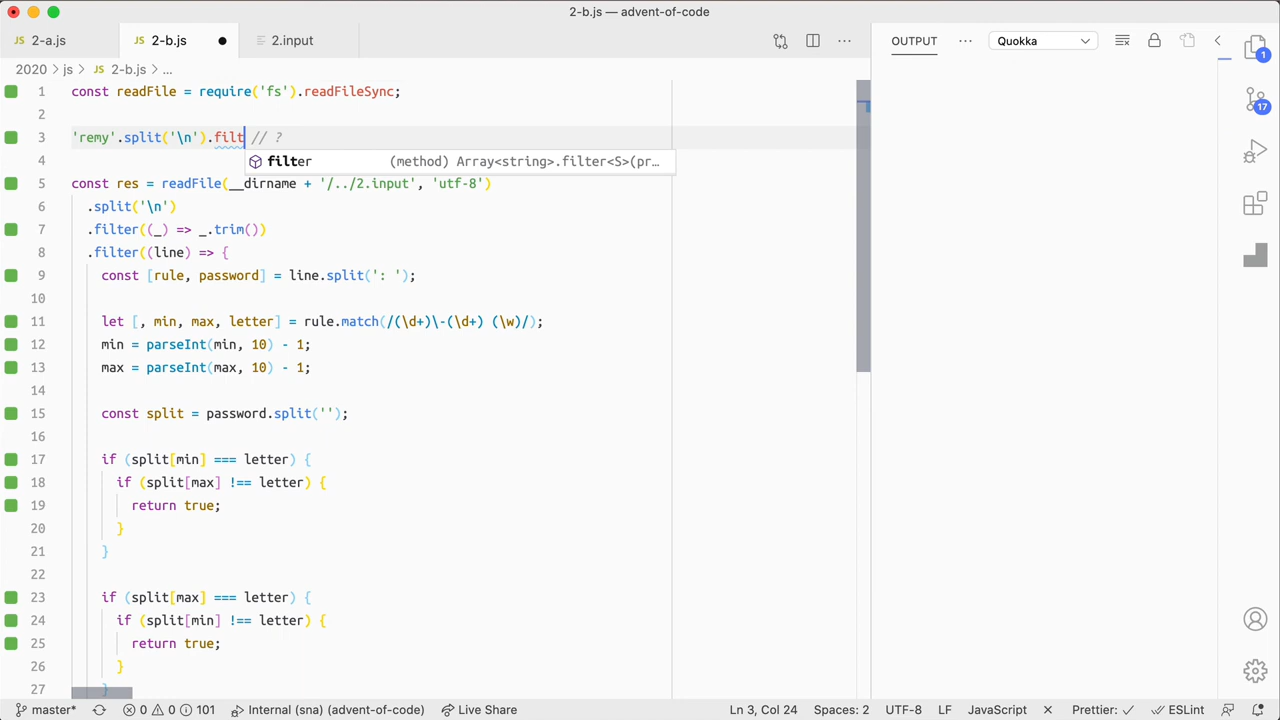 2-b.js — advent-of-code
JS 2-a.js
JS 2-b.js
2.input
OUTPUT
Quokka
2020 > js > JS 2-b.js > ...
1 const readFile = require('fs').readFileSync;
2
3 'remy'.split('\n').filt // ?
filter (method) Array<string>.filter<S>(pr…
4
5 const res = readFile(__dirname + '/../2.input', 'utf-8')
6 .split('\n')
7 .filter((_) => _.trim())
8 .filter((line) => {
9 const [rule, password] = line.split(': ');
10
11 let [, min, max, letter] = rule.match(/(\d+)\-(\d+) (\w)/);
12 min = parseInt(min, 10) - 1;
13 max = parseInt(max, 10) - 1;
14
15 const split = password.split('');
16
17 if (split[min] === letter) {
18 if (split[max] !== letter) {
19 return true;
20 }
21 }
22
23 if (split[max] === letter) {
24 if (split[min] !== letter) {
25 return true;
26 }
27 }
1
17
master* 0 0 101 Internal (sna) (advent-of-code) Live Share Ln 3, Col 24 Spaces: 2 UTF-8 LF JavaScript Prettier: ESLint